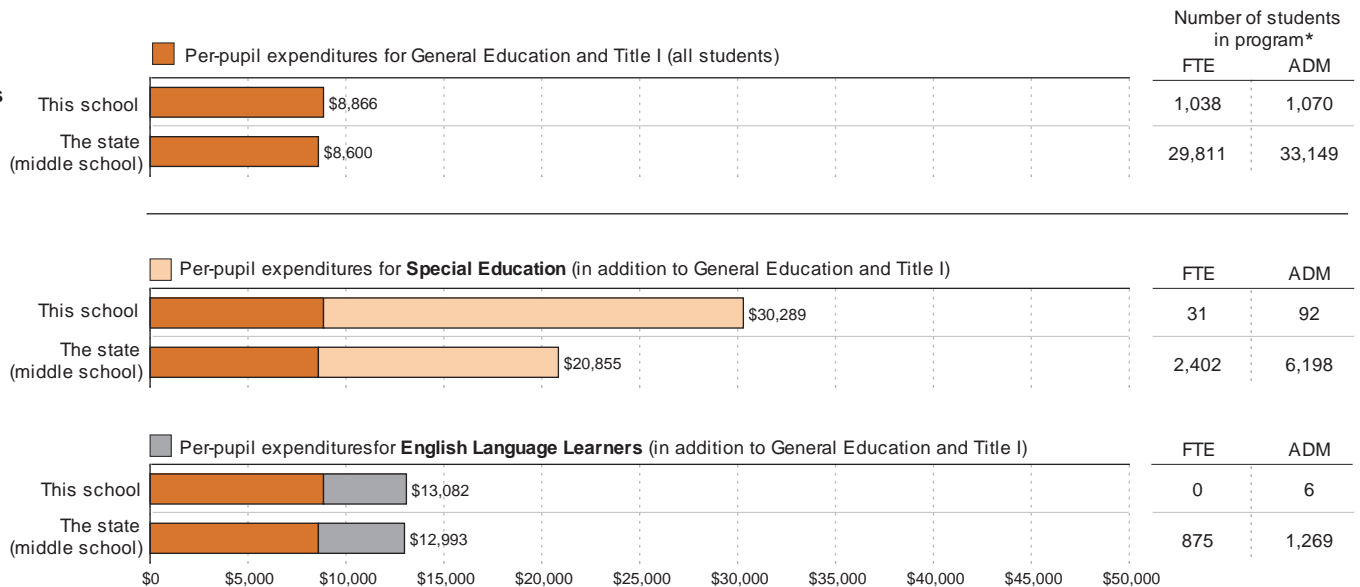 Number of students
in program*
Per-pupil expenditures for General Education and Title I (all students)
FTE ADM
s
This school $8,866 1,038 1,070
The state
(middle school) $8,600 29,811 33,149
Per-pupil expenditures for Special Education (in addition to General Education and Title I)
FTE ADM
This school $30,289 31 92
The state
(middle school) $20,855 2,402 6,198
Per-pupil expendituresfor English Language Learners (in addition to General Education and Title I)
FTE ADM
This school $13,082 0 6
The state
(middle school) $12,993 875 1,269
$0 $5,000 $10,000 $15,000 $20,000 $25,000 $30,000 $35,000 $40,000 $45,000 $50,000